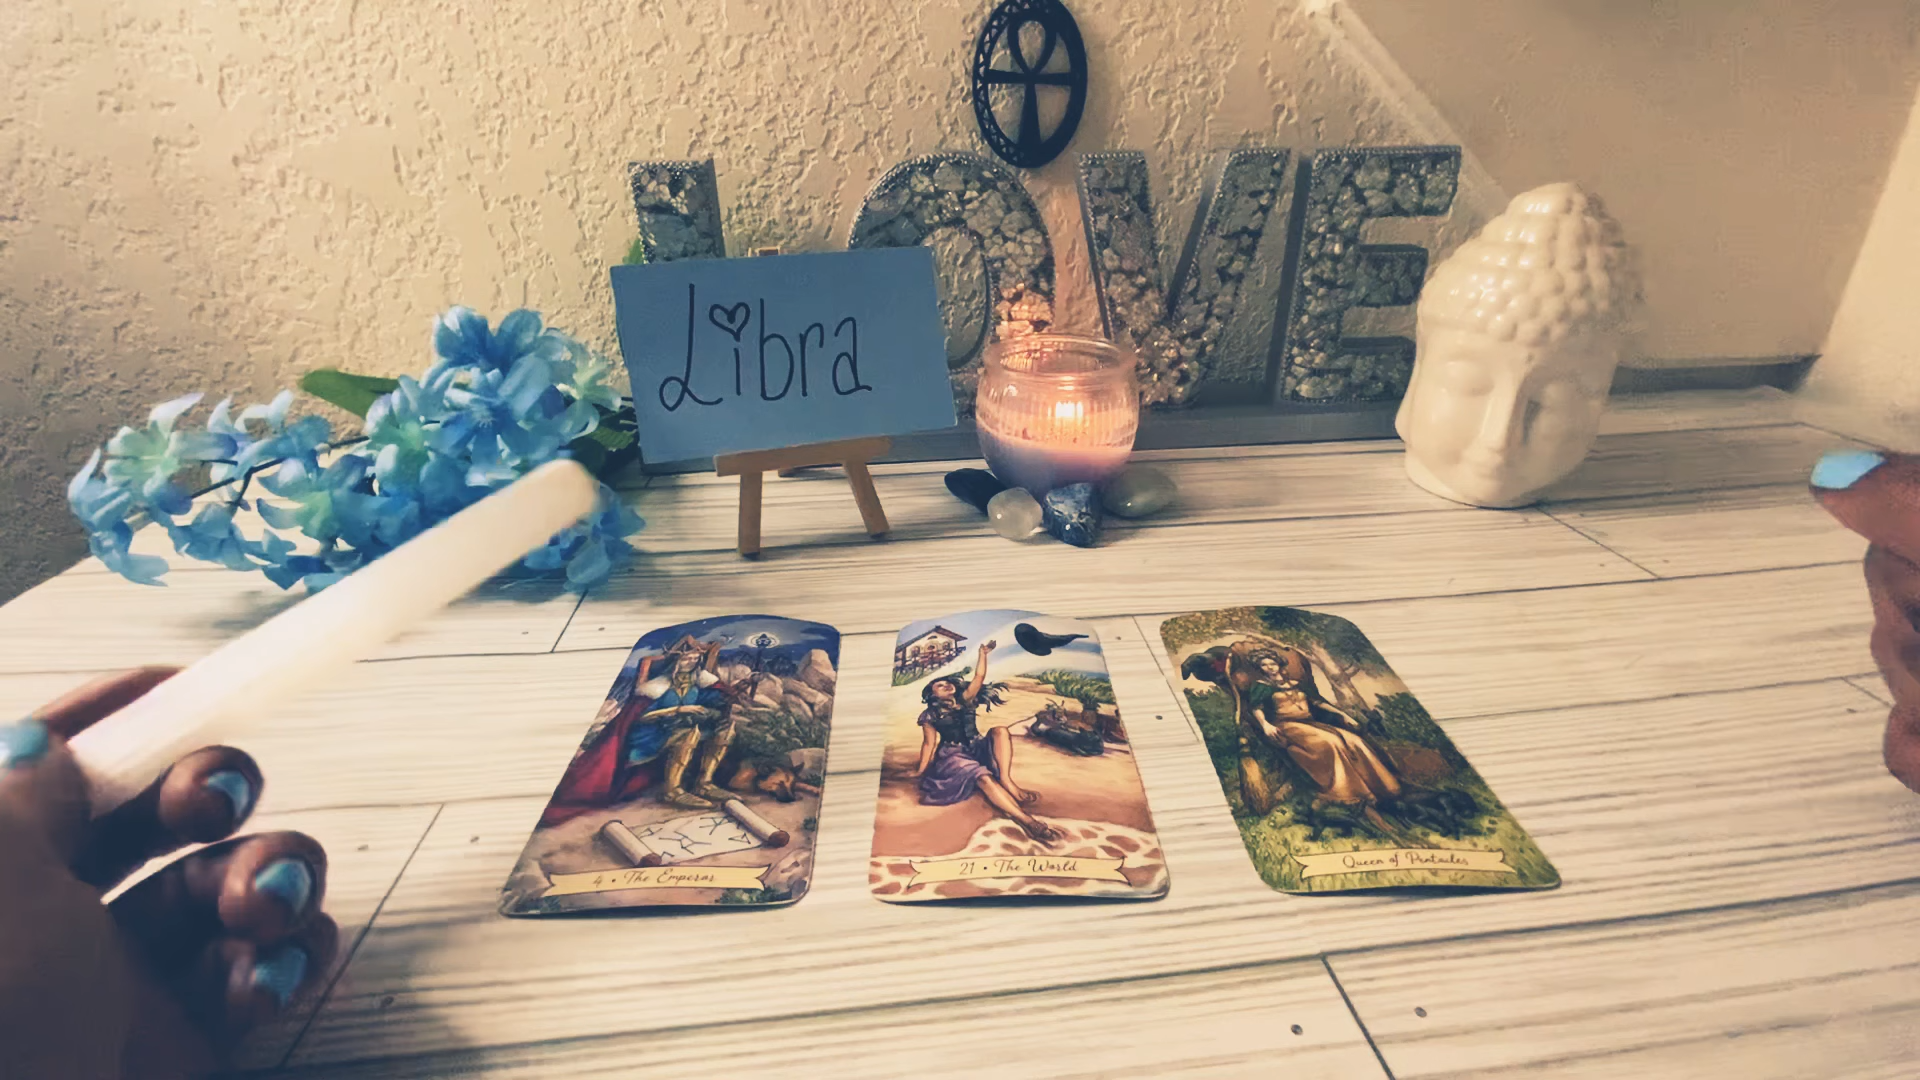 LOVE
Libra
4 • The Emperor
21 • The World
Queen of Pentacles